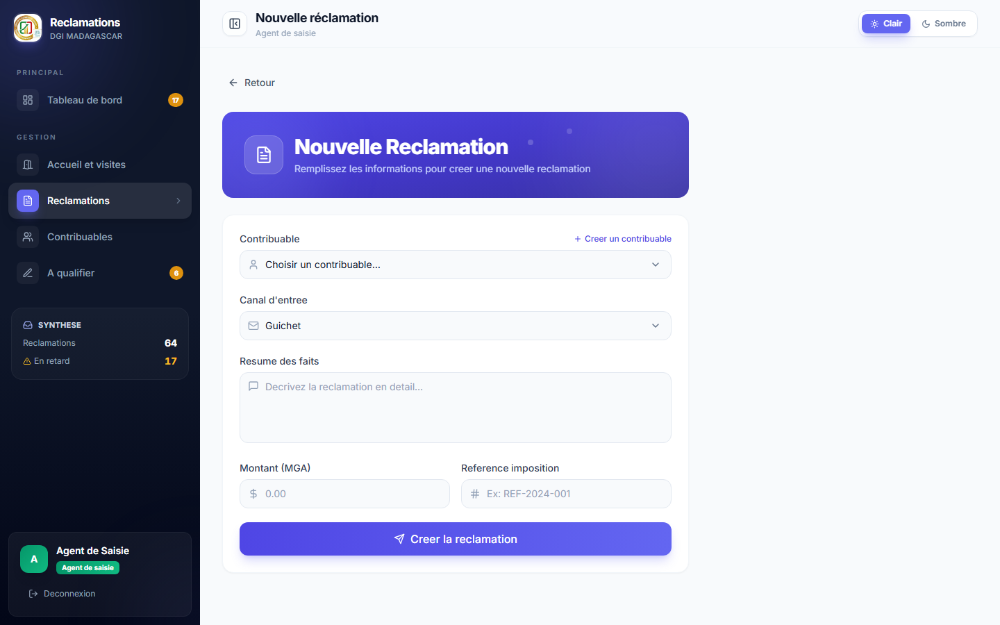 Reclamations
DGI MADAGASCAR
PRINCIPAL
Tableau de bord
17
GESTION
Accueil et visites
Reclamations
Contribuables
A qualifier
6
SYNTHESE
Reclamations
64
En retard
17
A
Agent de Saisie
Agent de saisie
Deconnexion
Nouvelle réclamation
Agent de saisie
Clair
Sombre
Retour
Nouvelle Reclamation
Remplissez les informations pour creer une nouvelle reclamation
Contribuable
+ Creer un contribuable
Choisir un contribuable...
Canal d'entree
Guichet
Resume des faits
Decrivez la reclamation en detail...
Montant (MGA)
Reference imposition
$ 0.00
# Ex: REF-2024-001
Creer la reclamation